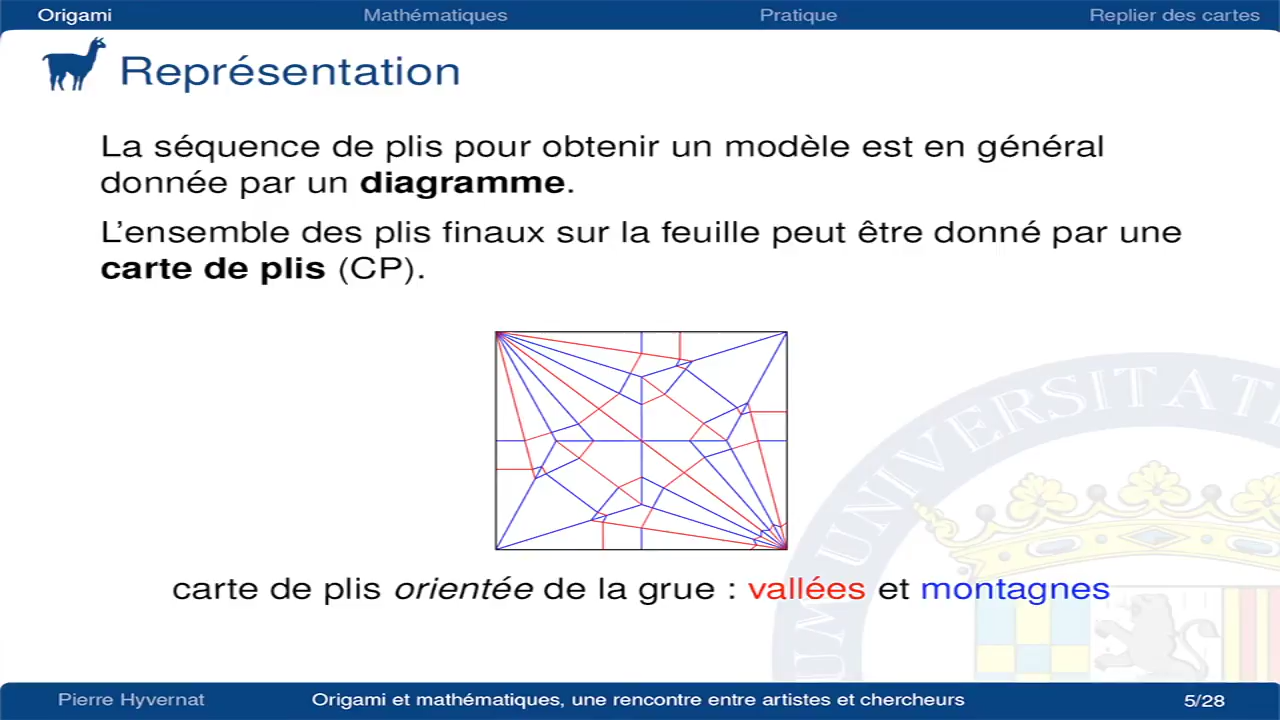 Origami Mathématiques Pratique Replier des cartes
Représentation
La séquence de plis pour obtenir un modèle est en général
donnée par un diagramme.
L'ensemble des plis finaux sur la feuille peut être donné par une
carte de plis (CP).
UM UNIVERSITAT
carte de plis orientée de la grue : vallées et montagnes
Pierre Hyvernat Origami et mathématiques, une rencontre entre artistes et chercheurs 5/28